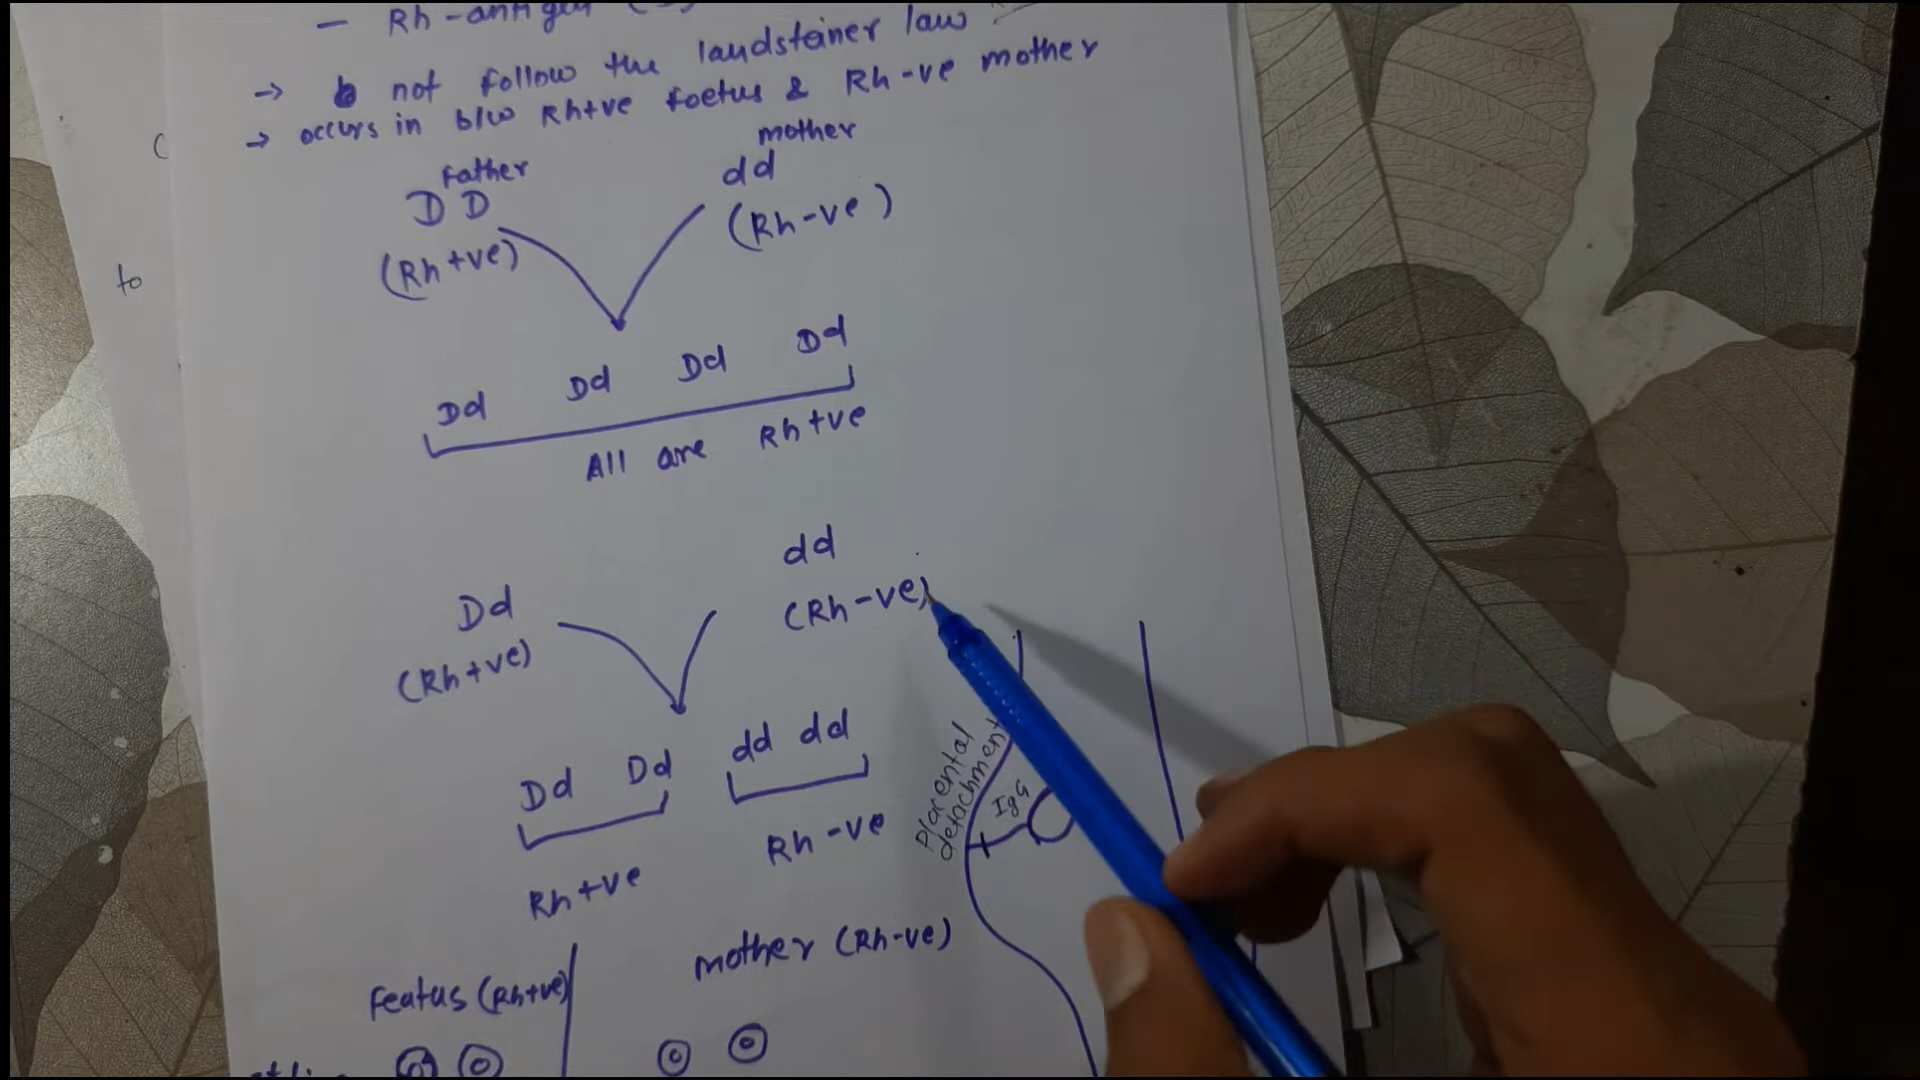 - Rh-antigen
→ not follow the landsteiner law
→ occurs in b/w Rh+ve foetus & Rh-ve mother
Father
mother
DD
dd
(Rh+ve)
(Rh-ve)
Dd Dd Dd Dd
All are Rh+ve
Dd
dd
(Rh+ve)
(Rh-ve)
Dd Dd dd dd
Rh+ve
Rh-ve
Placental
detachment
IgG
Featus (Rh+ve)
mother (Rh-ve)
to